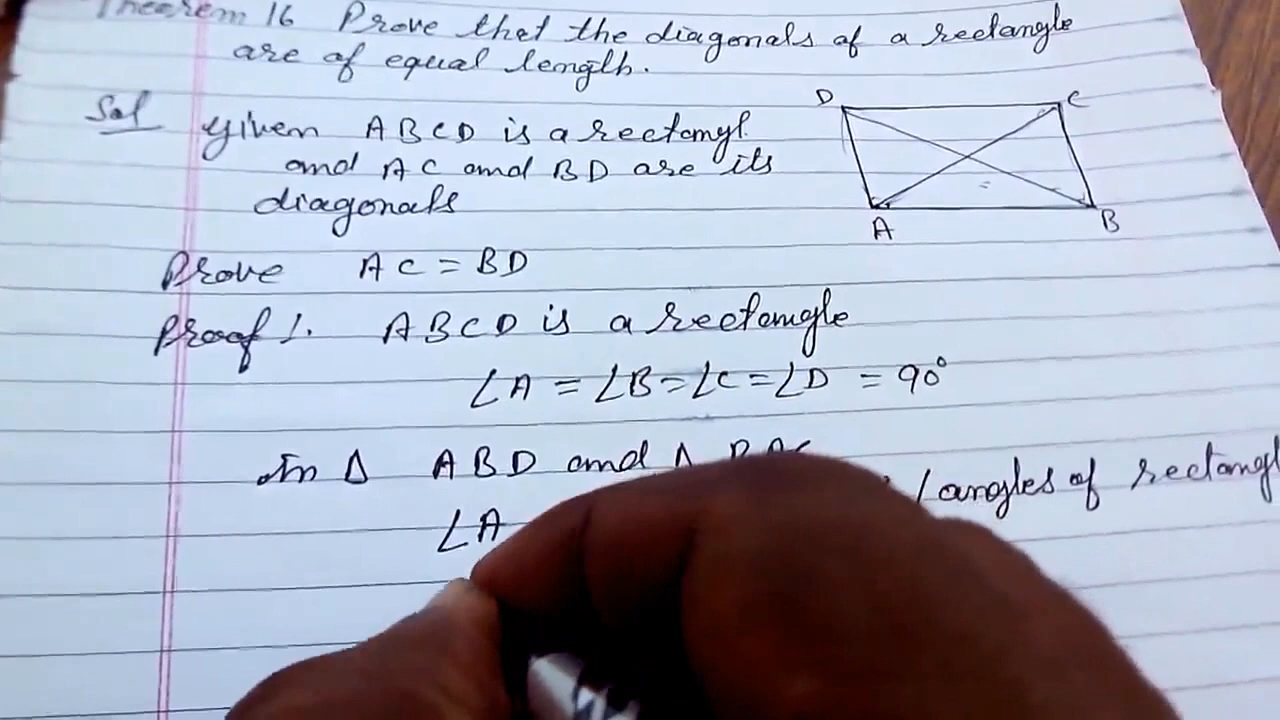 Theorem 16 Prove that the diagonals of a rectangle
are of equal length.
Sol Given ABCD is a rectangl
and AC and BD are its
diagonals
D C
A B
Prove AC = BD
Proof 1. ABCD is a rectangle
∠A = ∠B = ∠C = ∠D = 90°
In Δ ABD and Δ
∠A
(angles of rectangl